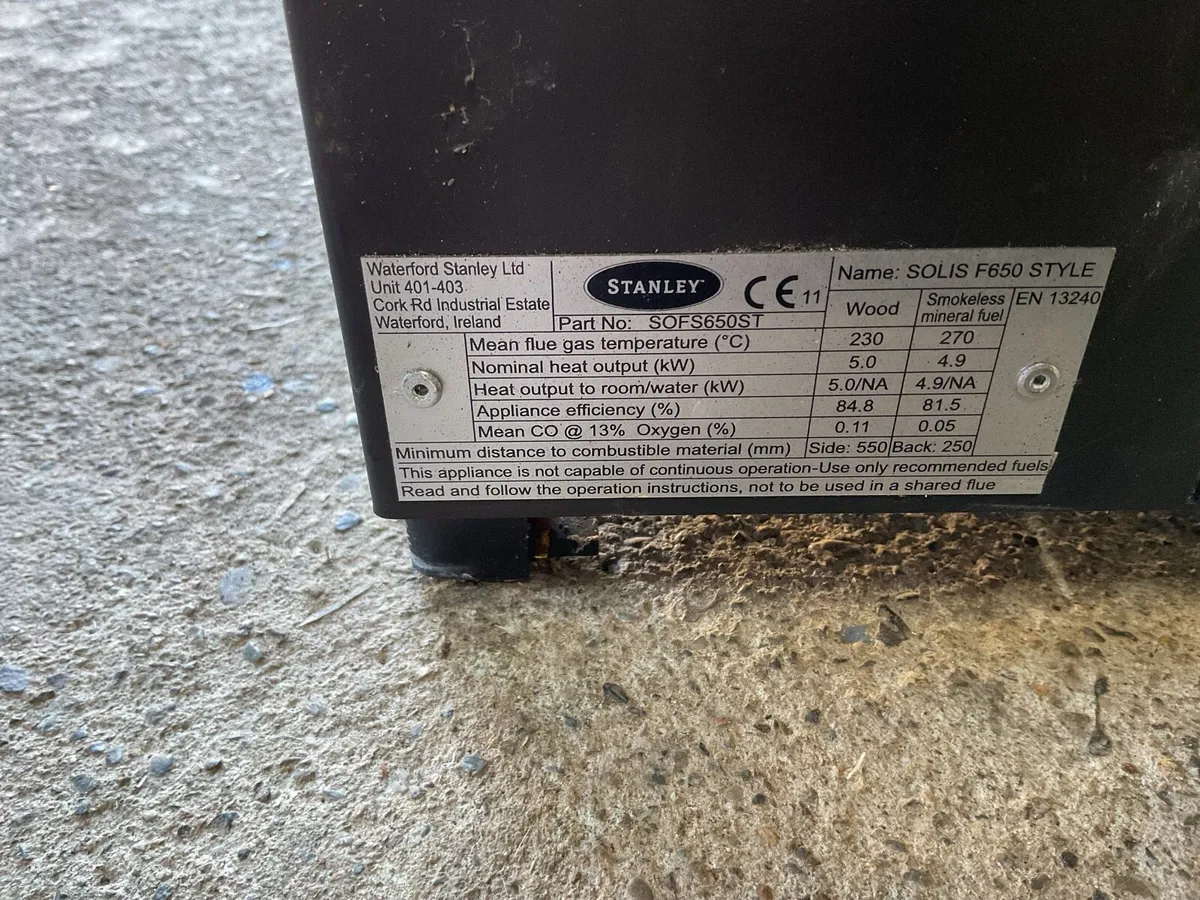 Waterford Stanley Ltd
Unit 401-403
Cork Rd Industrial Estate
Waterford, Ireland
STANLEY™
CE 11
Part No: SOFS650ST
Name: SOLIS F650 STYLE
Wood
Smokeless
mineral fuel
EN 13240
Mean flue gas temperature (°C) 230 270
Nominal heat output (kW) 5.0 4.9
Heat output to room/water (kW) 5.0/NA 4.9/NA
Appliance efficiency (%) 84.8 81.5
Mean CO @ 13% Oxygen (%) 0.11 0.05
Minimum distance to combustible material (mm) Side: 550 Back: 250
This appliance is not capable of continuous operation-Use only recommended fuels
Read and follow the operation instructions, not to be used in a shared flue